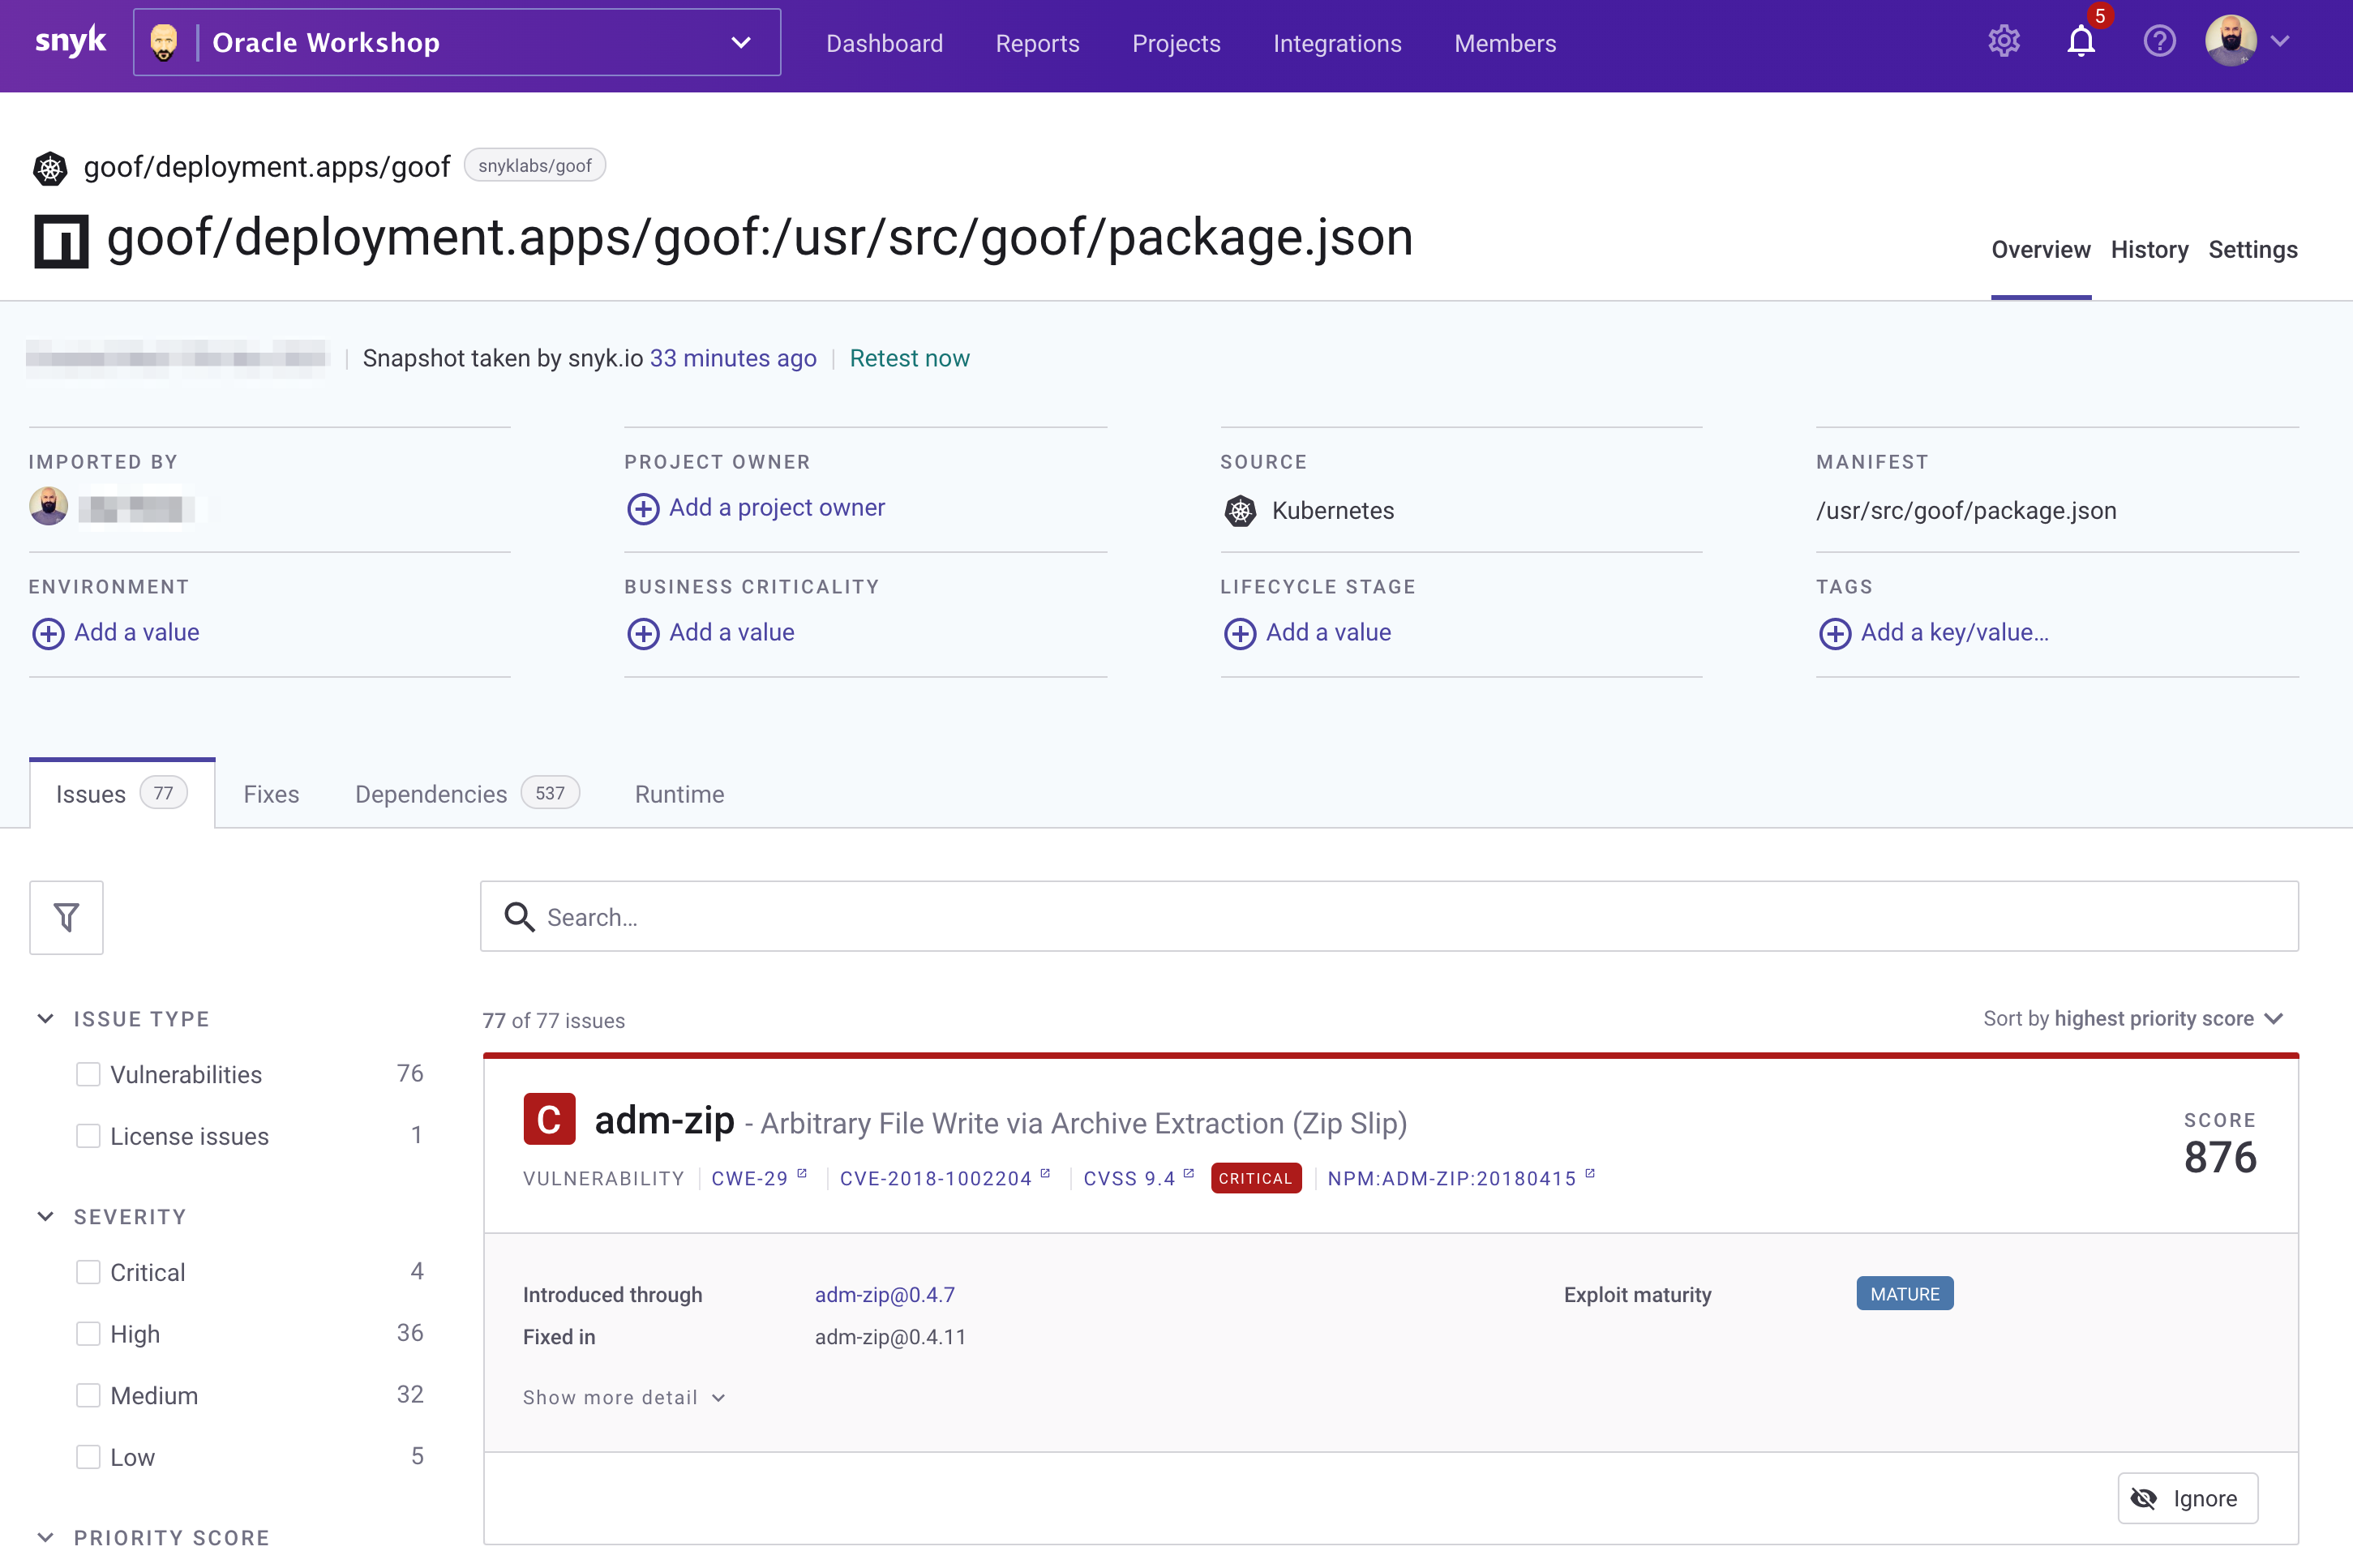 snyk Oracle Workshop Dashboard Reports Projects Integrations Members 5
goof/deployment.apps/goof snyklabs/goof
goof/deployment.apps/goof:/usr/src/goof/package.json
Overview History Settings
Snapshot taken by snyk.io 33 minutes ago Retest now
IMPORTED BY PROJECT OWNER SOURCE MANIFEST
Add a project owner Kubernetes /usr/src/goof/package.json
ENVIRONMENT BUSINESS CRITICALITY LIFECYCLE STAGE TAGS
Add a value Add a value Add a value Add a key/value...
Issues 77 Fixes Dependencies 537 Runtime
Search...
ISSUE TYPE
Vulnerabilities 76
License issues 1
SEVERITY
Critical 4
High 36
Medium 32
Low 5
PRIORITY SCORE
77 of 77 issues Sort by highest priority score
C adm-zip - Arbitrary File Write via Archive Extraction (Zip Slip)
VULNERABILITY CWE-29 CVE-2018-1002204 CVSS 9.4 CRITICAL NPM:ADM-ZIP:20180415
SCORE
876
Introduced through adm-zip@0.4.7 Exploit maturity MATURE
Fixed in adm-zip@0.4.11
Show more detail
Ignore